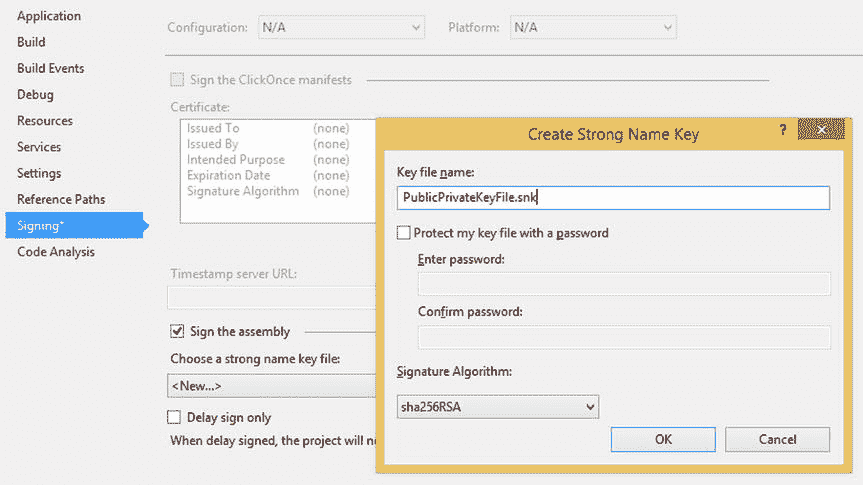 Application
Build
Build Events
Debug
Resources
Services
Settings
Reference Paths
Signing*
Code Analysis
Configuration: N/A Platform: N/A
Sign the ClickOnce manifests
Certificate:
Issued To (none)
Issued By (none)
Intended Purpose (none)
Expiration Date (none)
Signature Algorithm (none)
Timestamp server URL:
Sign the assembly
Choose a strong name key file:
<New...>
Delay sign only
When delay signed, the project will
Create Strong Name Key
? x
Key file name:
PublicPrivateKeyFile.snk
Protect my key file with a password
Enter password:
Confirm password:
Signature Algorithm:
sha256RSA
OK Cancel